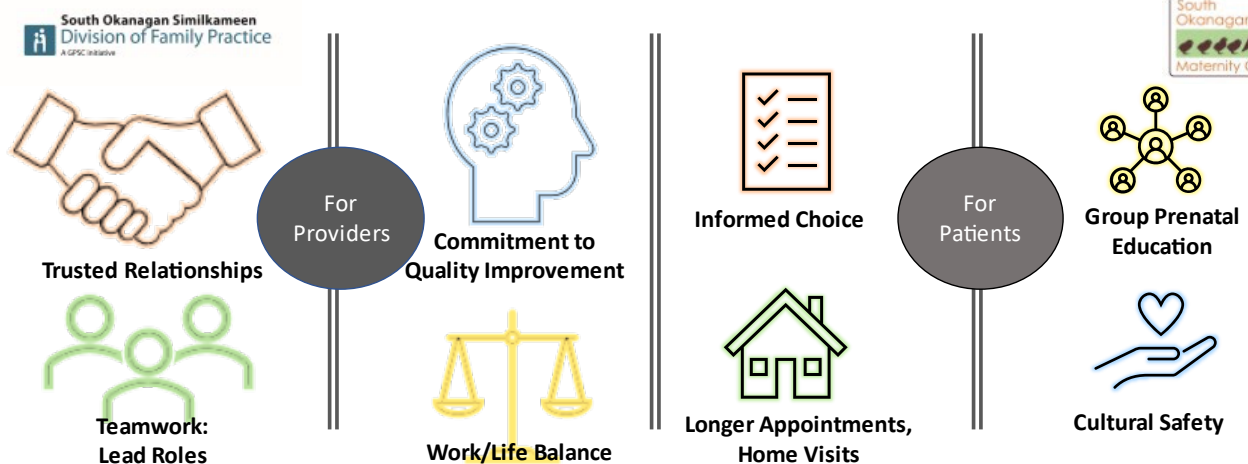 South Okanagan Similkameen
Division of Family Practice
A GPSC Initiative
South
Okanagan
Maternity
For
Providers
Trusted Relationships
Commitment to
Quality Improvement
Teamwork:
Lead Roles
Work/Life Balance
For
Patients
Informed Choice
Group Prenatal
Education
Longer Appointments,
Home Visits
Cultural Safety